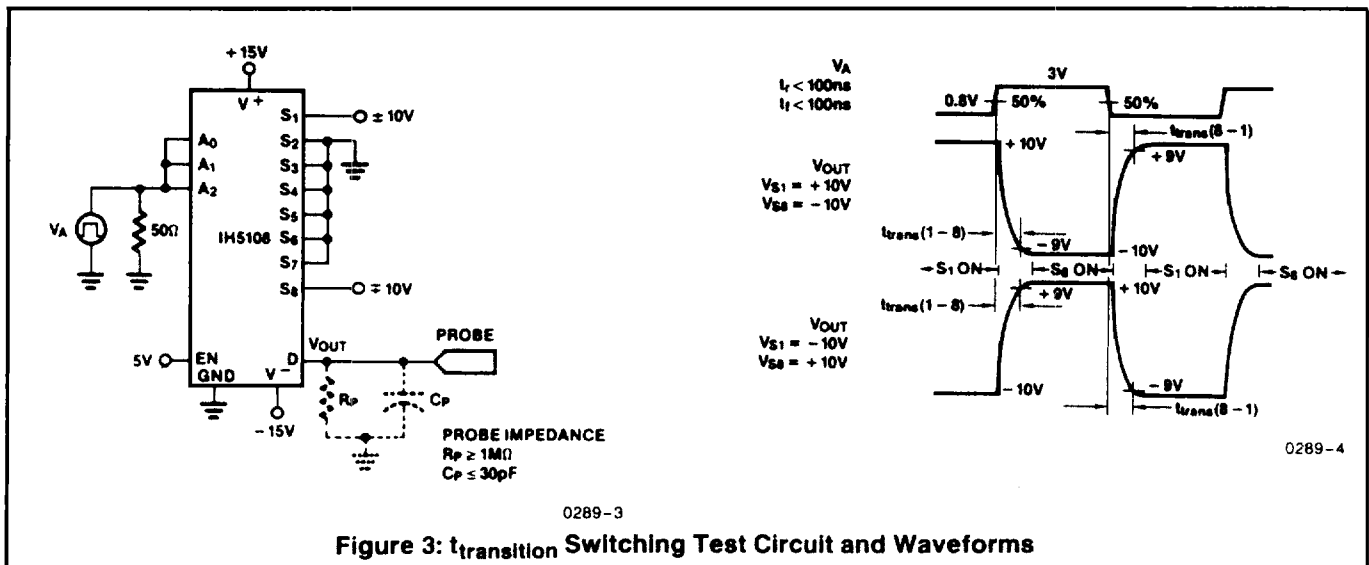 +15V
V+
S1
± 10V
A0
S2
A1
S3
A2
S4
VA
50Ω
S5
IH5108
S6
S7
S8
∓ 10V
PROBE
VOUT
5V
EN
D
GND
V-
RP
CP
-15V
PROBE IMPEDANCE
RP ≥ 1MΩ
CP ≤ 30pF
0289-3
VA
tr < 100ns
tf < 100ns
3V
0.8V
50%
50%
ttrans(8 - 1)
+10V
+9V
VOUT
VS1 = +10V
VS8 = -10V
ttrans(1 - 8)
-9V
-10V
S1 ON
S8 ON
S1 ON
S8 ON
+9V
+10V
ttrans(1 - 8)
VOUT
VS1 = -10V
VS8 = +10V
-10V
-9V
ttrans(8 - 1)
0289-4
Figure 3: ttransition Switching Test Circuit and Waveforms